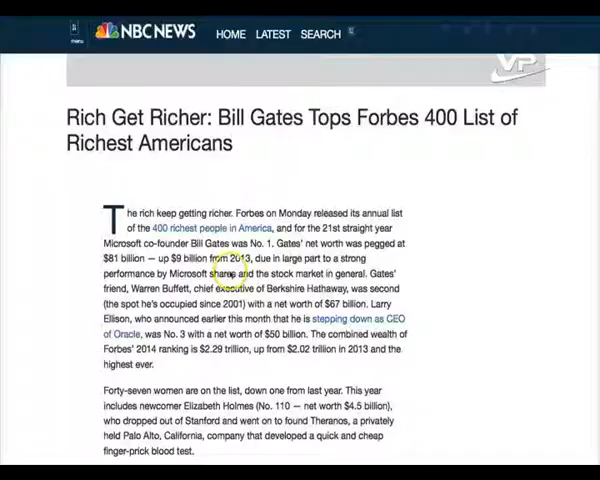 menu
NBC NEWS HOME LATEST SEARCH
VP
Rich Get Richer: Bill Gates Tops Forbes 400 List of
Richest Americans
The rich keep getting richer. Forbes on Monday released its annual list
of the 400 richest people in America, and for the 21st straight year
Microsoft co-founder Bill Gates was No. 1. Gates' net worth was pegged at
$81 billion — up $9 billion from 2013, due in large part to a strong
performance by Microsoft shares and the stock market in general. Gates'
friend, Warren Buffett, chief executive of Berkshire Hathaway, was second
(the spot he's occupied since 2001) with a net worth of $67 billion. Larry
Ellison, who announced earlier this month that he is stepping down as CEO
of Oracle, was No. 3 with a net worth of $50 billion. The combined wealth of
Forbes' 2014 ranking is $2.29 trillion, up from $2.02 trillion in 2013 and the
highest ever.
Forty-seven women are on the list, down one from last year. This year
includes newcomer Elizabeth Holmes (No. 110 — net worth $4.5 billion),
who dropped out of Stanford and went on to found Theranos, a privately
held Palo Alto, California, company that developed a quick and cheap
finger-prick blood test.